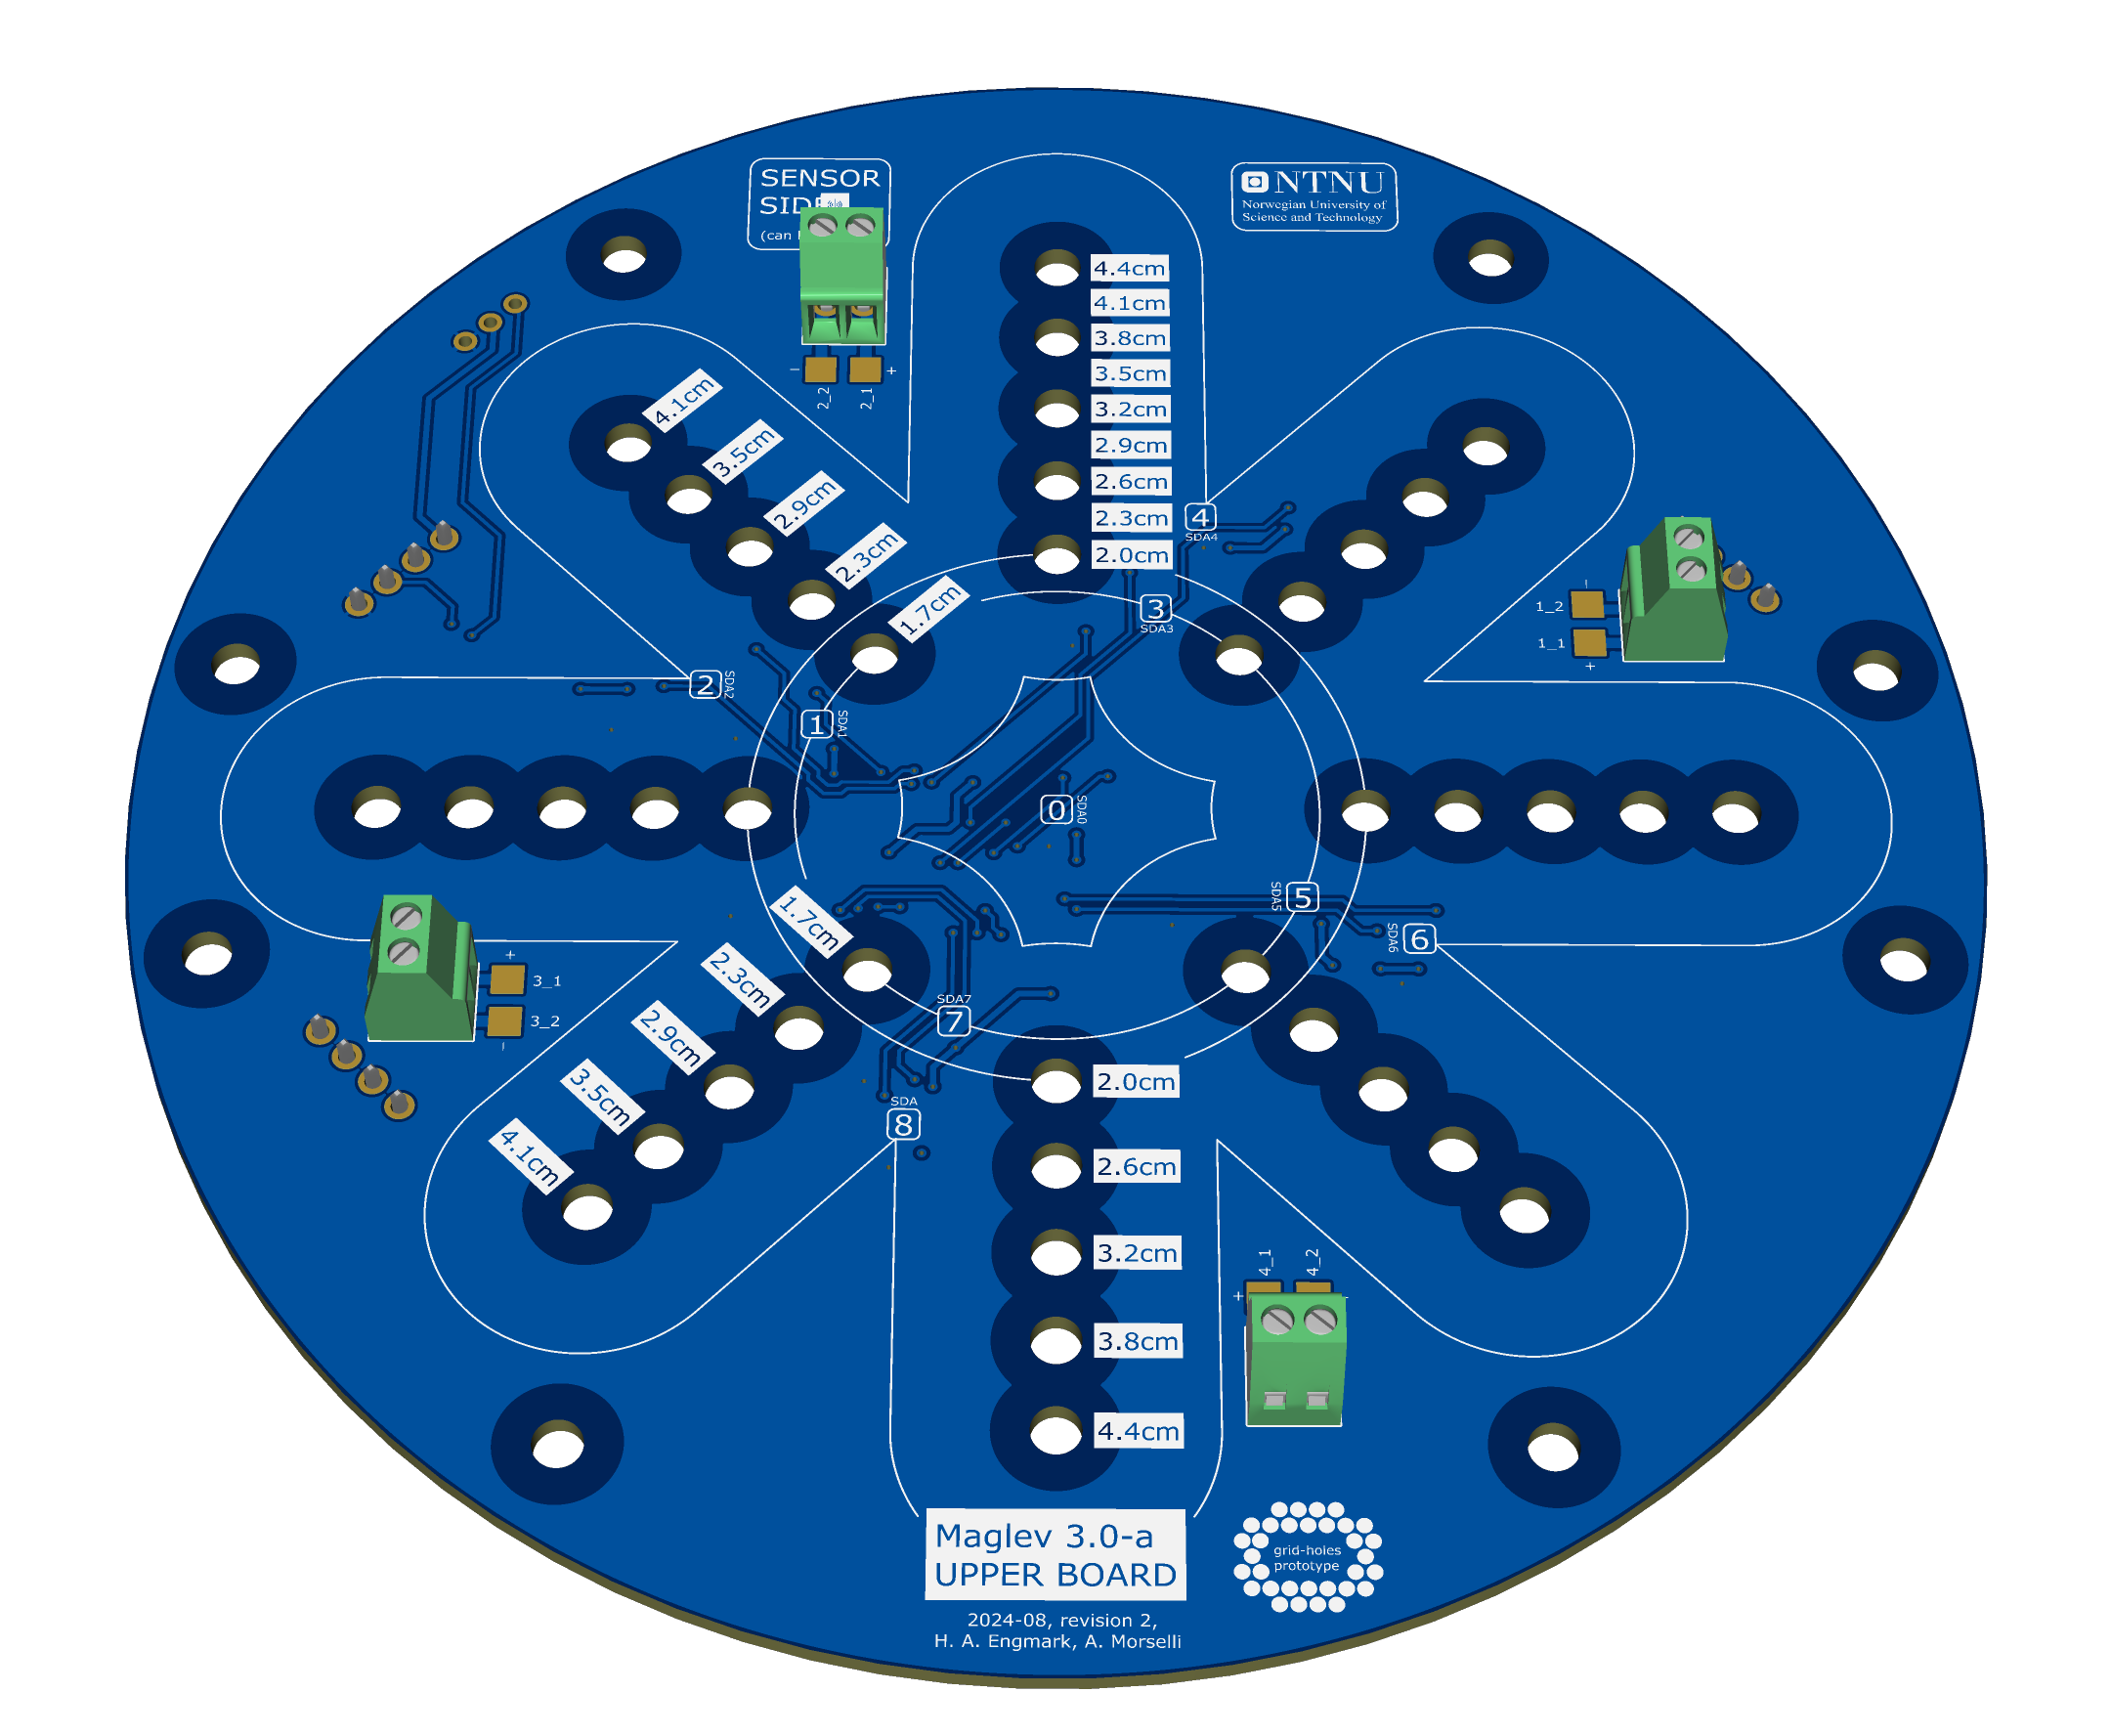 SENSOR
SIDE
(can
NTNU
Norwegian University of
Science and Technology
4.4cm
4.1cm
3.8cm
3.5cm
3.2cm
2.9cm
2.6cm
2.3cm
2.0cm
− +
2_2 2_1
4.1cm
3.5cm
2.9cm
2.3cm
1.7cm
4
SDA4
3
SDA3
−
1_2
1_1
+
2
SDA2
1
SDA1
0
SDA0
5
SDA5
6
SDA6
+
3_1
3_2
−
1.7cm
2.3cm
2.9cm
3.5cm
4.1cm
SDA7
7
SDA
8
2.0cm
2.6cm
3.2cm
3.8cm
4.4cm
4_1 4_2
+ -
Maglev 3.0-a
UPPER BOARD
2024-08, revision 2,
H. A. Engmark, A. Morselli
grid-holes
prototype